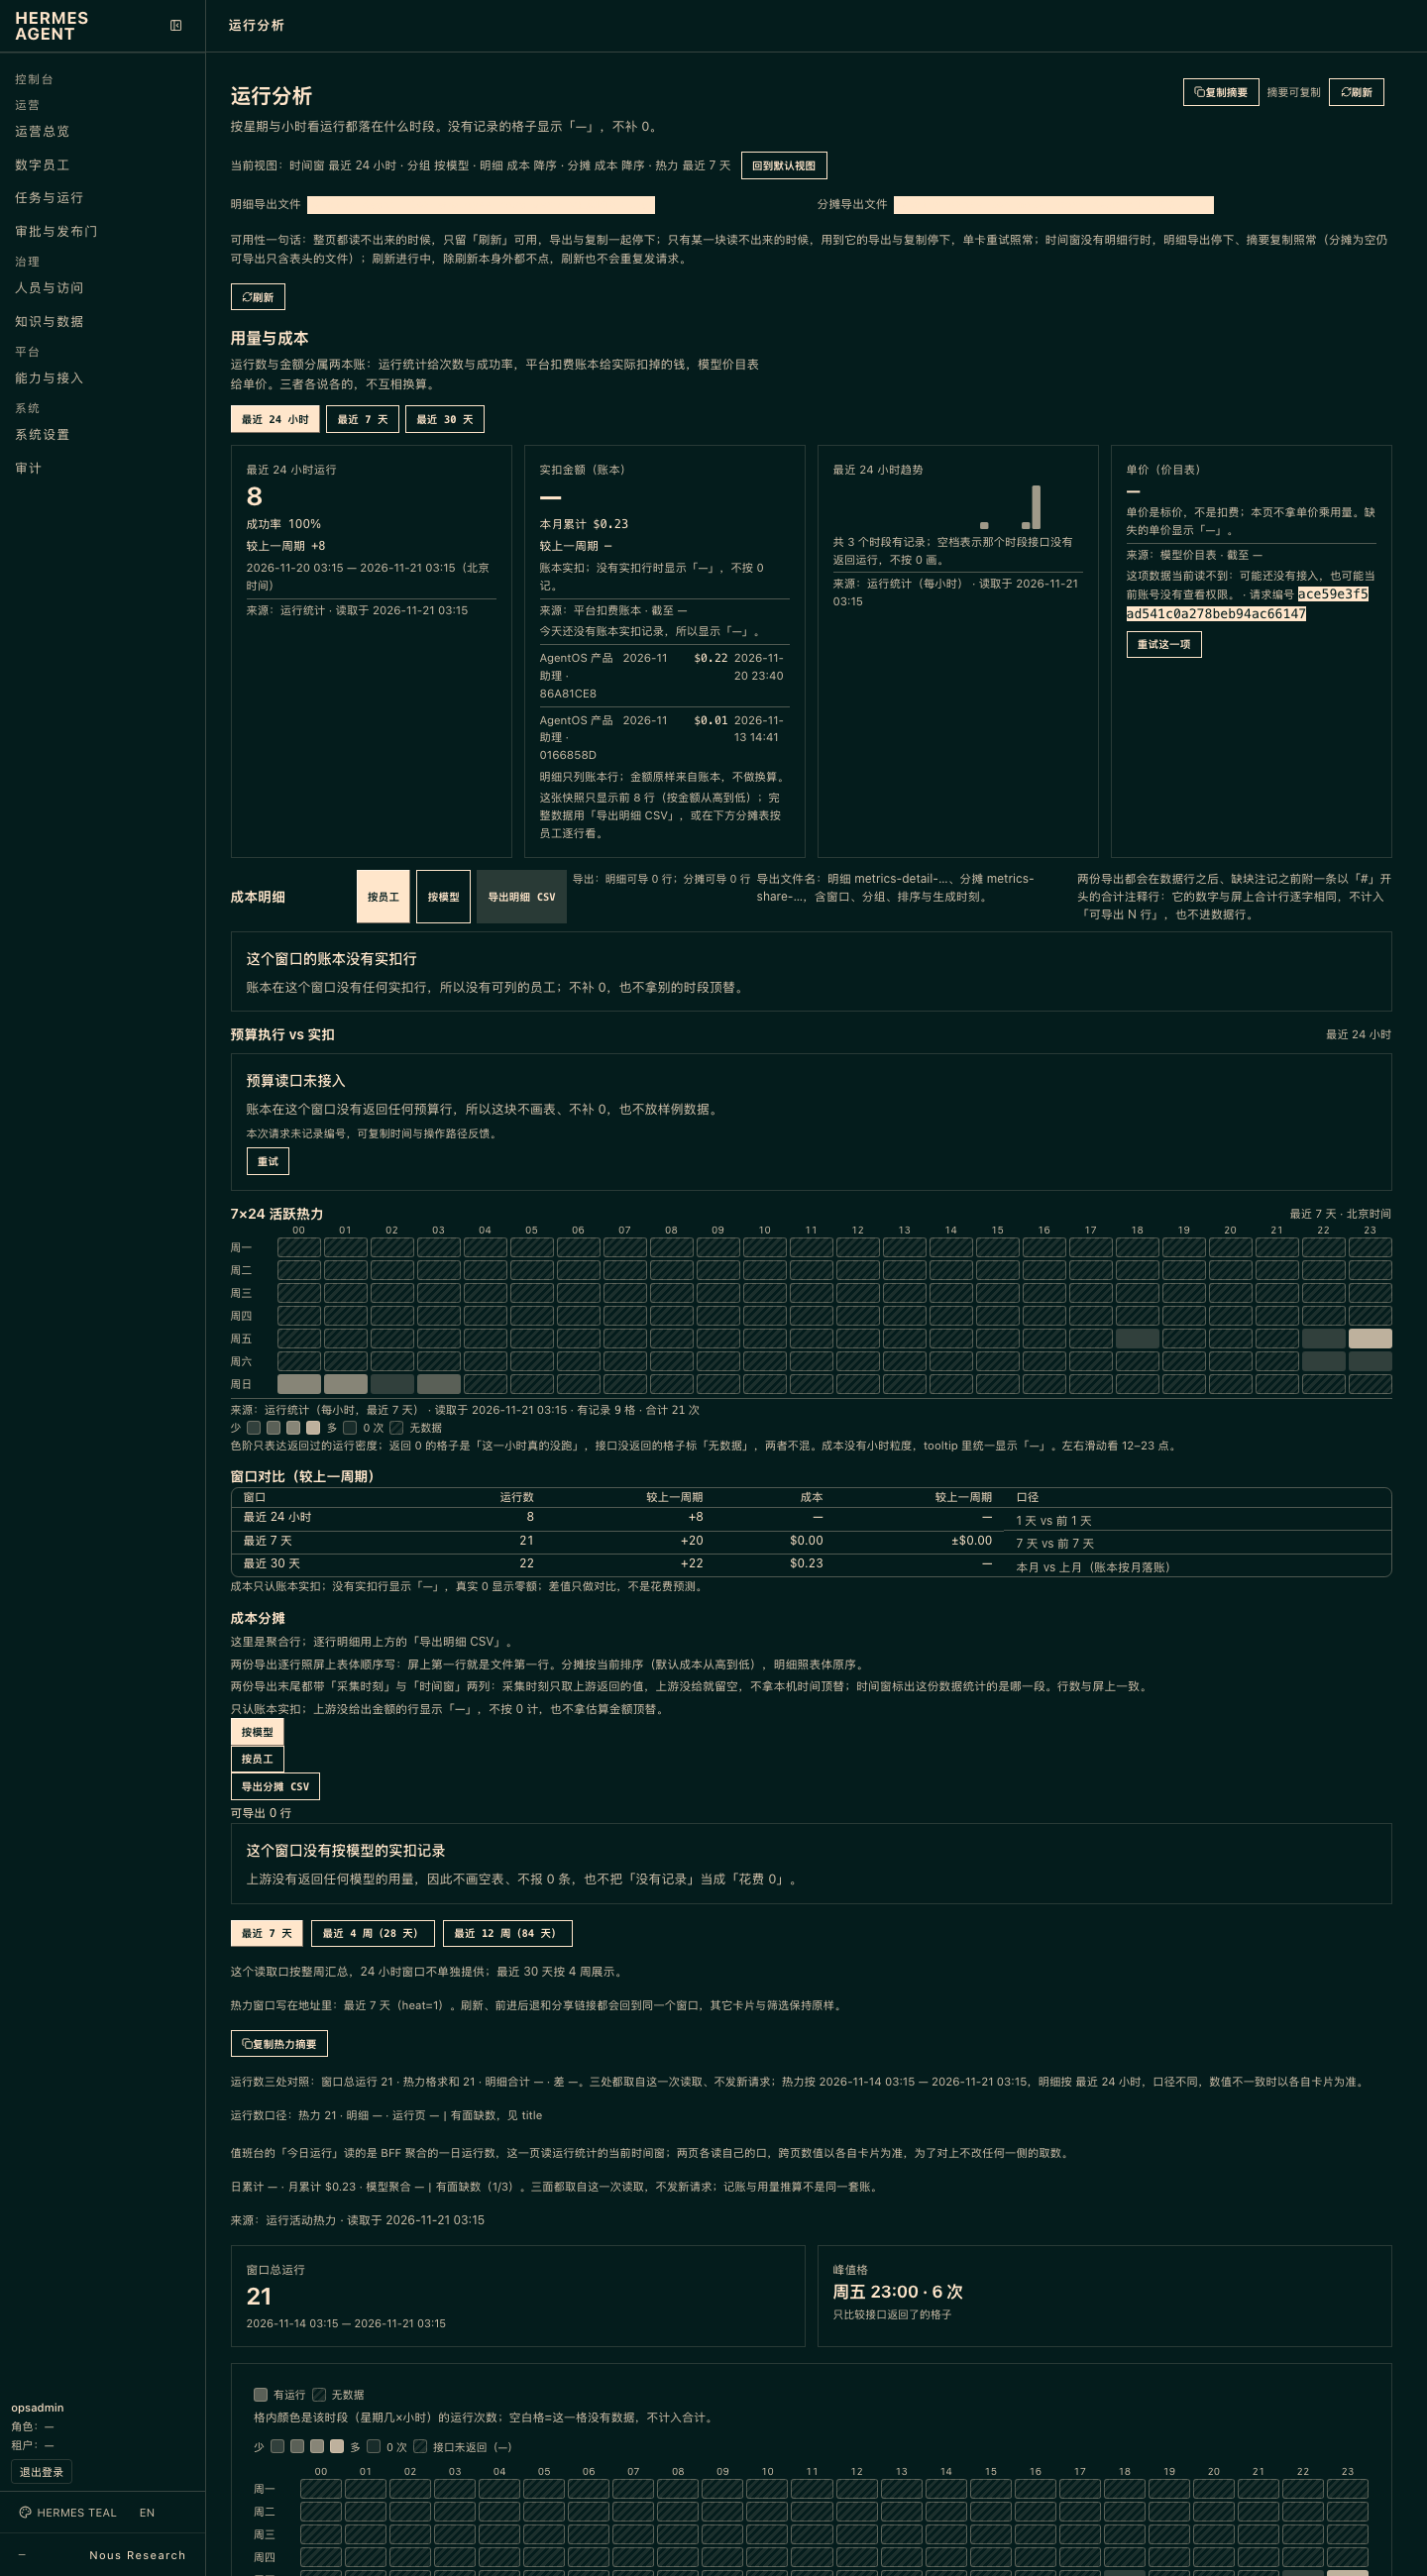 HERMES
AGENT
控制台
运营
运营总览
数字员工
任务与运行
审批与发布门
治理
人员与访问
知识与数据
平台
能力与接入
系统
系统设置
审计
opsadmin
角色：—
租户：—
退出登录
HERMES TEAL EN
— Nous Research
运行分析
运行分析
复制摘要 摘要可复制 刷新
按星期与小时看运行都落在什么时段。没有记录的格子显示「—」，不补 0。
当前视图：时间窗 最近 24 小时 · 分组 按模型 · 明细 成本 降序 · 分摊 成本 降序 · 热力 最近 7 天 回到默认视图
明细导出文件 分摊导出文件
可用性一句话：整页都读不出来的时候，只留「刷新」可用，导出与复制一起停下；只有某一块读不出来的时候，用到它的导出与复制停下，单卡重试照常；时间窗没有明细行时，明细导出停下、摘要复制照常（分摊为空仍
可导出只含表头的文件）；刷新进行中，除刷新本身外都不点，刷新也不会重复发请求。
刷新
用量与成本
运行数与金额分属两本账：运行统计给次数与成功率，平台扣费账本给实际扣掉的钱，模型价目表
给单价。三者各说各的，不互相换算。
最近 24 小时 最近 7 天 最近 30 天
最近 24 小时运行
8
成功率 100%
较上一周期 +8
2026-11-20 03:15 — 2026-11-21 03:15（北京
时间）
来源：运行统计 · 读取于 2026-11-21 03:15
实扣金额（账本）
—
本月累计 $0.23
较上一周期 —
账本实扣；没有实扣行时显示「—」，不按 0
记。
来源：平台扣费账本 · 截至 —
今天还没有账本实扣记录，所以显示「—」。
AgentOS 产品 2026-11 $0.22 2026-11-
助理 · 20 23:40
86A81CE8
AgentOS 产品 2026-11 $0.01 2026-11-
助理 · 13 14:41
0166858D
明细只列账本行；金额原样来自账本，不做换算。
这张快照只显示前 8 行（按金额从高到低）；完
整数据用「导出明细 CSV」，或在下方分摊表按
员工逐行看。
最近 24 小时趋势
共 3 个时段有记录；空档表示那个时段接口没有
返回运行，不按 0 画。
来源：运行统计（每小时） · 读取于 2026-11-21
03:15
单价（价目表）
—
单价是标价，不是扣费；本页不拿单价乘用量。缺
失的单价显示「—」。
来源：模型价目表 · 截至 —
这项数据当前读不到：可能还没有接入，也可能当
前账号没有查看权限。 · 请求编号 ace59e3f5
ad541c0a278beb94ac66147
重试这一项
成本明细 按员工 按模型 导出明细 CSV 导出：明细可导 0 行；分摊可导 0 行 导出文件名：明细 metrics-detail-…、分摊 metrics-
share-…，含窗口、分组、排序与生成时刻。
两份导出都会在数据行之后、缺块注记之前附一条以「#」开
头的合计注释行：它的数字与屏上合计行逐字相同，不计入
「可导出 N 行」，也不进数据行。
这个窗口的账本没有实扣行
账本在这个窗口没有任何实扣行，所以没有可列的员工；不补 0，也不拿别的时段顶替。
预算执行 vs 实扣 最近 24 小时
预算读口未接入
账本在这个窗口没有返回任何预算行，所以这块不画表、不补 0，也不放样例数据。
本次请求未记录编号，可复制时间与操作路径反馈。
重试
7×24 活跃热力 最近 7 天 · 北京时间
00 01 02 03 04 05 06 07 08 09 10 11 12 13 14 15 16 17 18 19 20 21 22 23
周一
周二
周三
周四
周五
周六
周日
来源：运行统计（每小时，最近 7 天） · 读取于 2026-11-21 03:15 · 有记录 9 格 · 合计 21 次
少 多 0 次 无数据
色阶只表达返回过的运行密度；返回 0 的格子是「这一小时真的没跑」，接口没返回的格子标「无数据」，两者不混。成本没有小时粒度，tooltip 里统一显示「—」。左右滑动看 12–23 点。
窗口对比（较上一周期）
窗口 运行数 较上一周期 成本 较上一周期 口径
最近 24 小时 8 +8 — — 1 天 vs 前 1 天
最近 7 天 21 +20 $0.00 ±$0.00 7 天 vs 前 7 天
最近 30 天 22 +22 $0.23 — 本月 vs 上月（账本按月落账）
成本只认账本实扣；没有实扣行显示「—」，真实 0 显示零额；差值只做对比，不是花费预测。
成本分摊
这里是聚合行；逐行明细用上方的「导出明细 CSV」。
两份导出逐行照屏上表体顺序写：屏上第一行就是文件第一行。分摊按当前排序（默认成本从高到低），明细照表体原序。
两份导出末尾都带「采集时刻」与「时间窗」两列：采集时刻只取上游返回的值，上游没给就留空，不拿本机时间顶替；时间窗标出这份数据统计的是哪一段。行数与屏上一致。
只认账本实扣；上游没给出金额的行显示「—」，不按 0 计，也不拿估算金额顶替。
按模型
按员工
导出分摊 CSV
可导出 0 行
这个窗口没有按模型的实扣记录
上游没有返回任何模型的用量，因此不画空表、不报 0 条，也不把「没有记录」当成「花费 0」。
最近 7 天 最近 4 周（28 天） 最近 12 周（84 天）
这个读取口按整周汇总，24 小时窗口不单独提供；最近 30 天按 4 周展示。
热力窗口写在地址里：最近 7 天（heat=1）。刷新、前进后退和分享链接都会回到同一个窗口，其它卡片与筛选保持原样。
复制热力摘要
运行数三处对照：窗口总运行 21 · 热力格求和 21 · 明细合计 — · 差 —。三处都取自这一次读取、不发新请求；热力按 2026-11-14 03:15 — 2026-11-21 03:15，明细按 最近 24 小时，口径不同，数值不一致时以各自卡片为准。
运行数口径：热力 21 · 明细 — · 运行页 — | 有面缺数，见 title
值班台的「今日运行」读的是 BFF 聚合的一日运行数，这一页读运行统计的当前时间窗；两页各读自己的口，跨页数值以各自卡片为准，为了对上不改任何一侧的取数。
日累计 — · 月累计 $0.23 · 模型聚合 — | 有面缺数（1/3）。三面都取自这一次读取，不发新请求；记账与用量推算不是同一套账。
来源：运行活动热力 · 读取于 2026-11-21 03:15
窗口总运行
21
2026-11-14 03:15 — 2026-11-21 03:15
峰值格
周五 23:00 · 6 次
只比较接口返回了的格子
有运行 无数据
格内颜色是该时段（星期几×小时）的运行次数；空白格=这一格没有数据，不计入合计。
少 多 0 次 接口未返回（—）
00 01 02 03 04 05 06 07 08 09 10 11 12 13 14 15 16 17 18 19 20 21 22 23
周一
周二
周三
周四